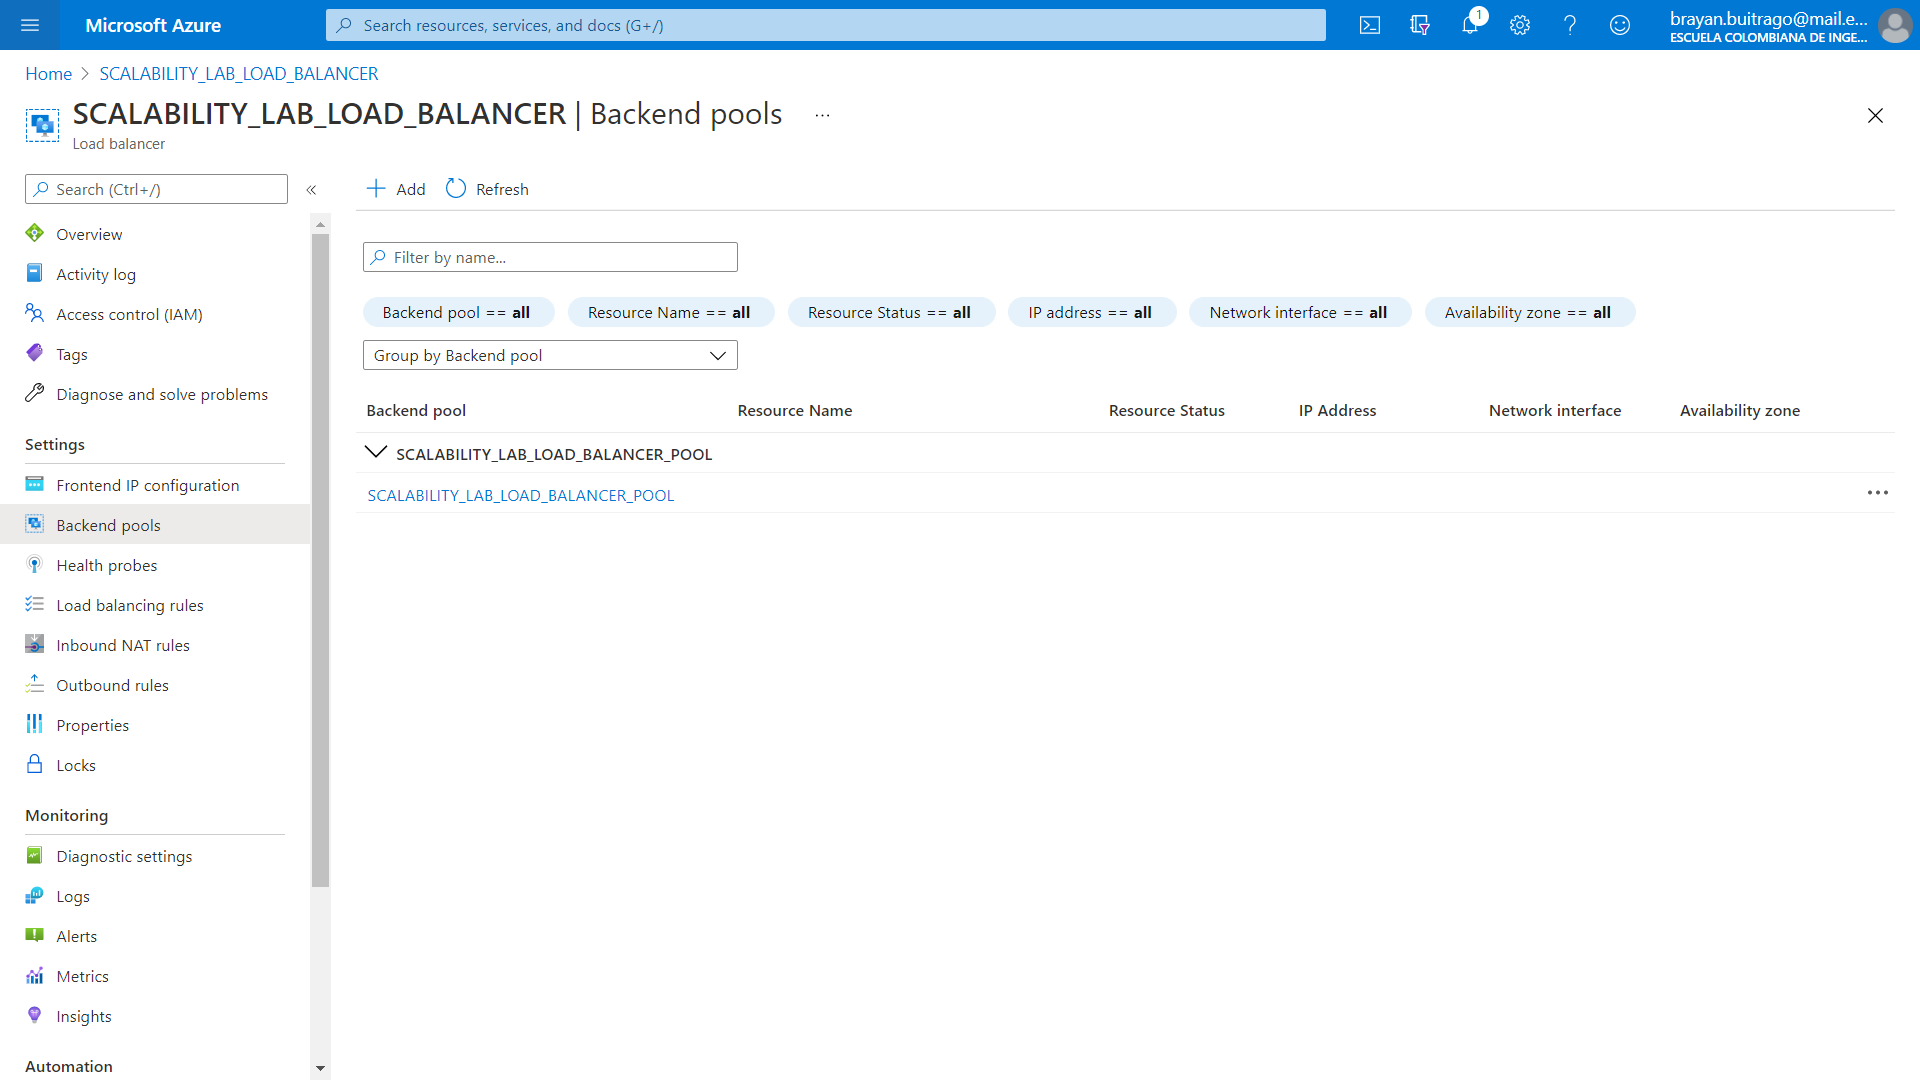 Microsoft Azure
Search resources, services, and docs (G+/)
1
brayan.buitrago@mail.e...
ESCUELA COLOMBIANA DE INGE...
Home > SCALABILITY_LAB_LOAD_BALANCER
SCALABILITY_LAB_LOAD_BALANCER | Backend pools ...
Load balancer
Search (Ctrl+/)
«
Add
Refresh
Overview
Activity log
Access control (IAM)
Tags
Diagnose and solve problems
Settings
Frontend IP configuration
Backend pools
Health probes
Load balancing rules
Inbound NAT rules
Outbound rules
Properties
Locks
Monitoring
Diagnostic settings
Logs
Alerts
Metrics
Insights
Automation
Filter by name...
Backend pool == all
Resource Name == all
Resource Status == all
IP address == all
Network interface == all
Availability zone == all
Group by Backend pool
Backend pool Resource Name Resource Status IP Address Network interface Availability zone
SCALABILITY_LAB_LOAD_BALANCER_POOL
SCALABILITY_LAB_LOAD_BALANCER_POOL